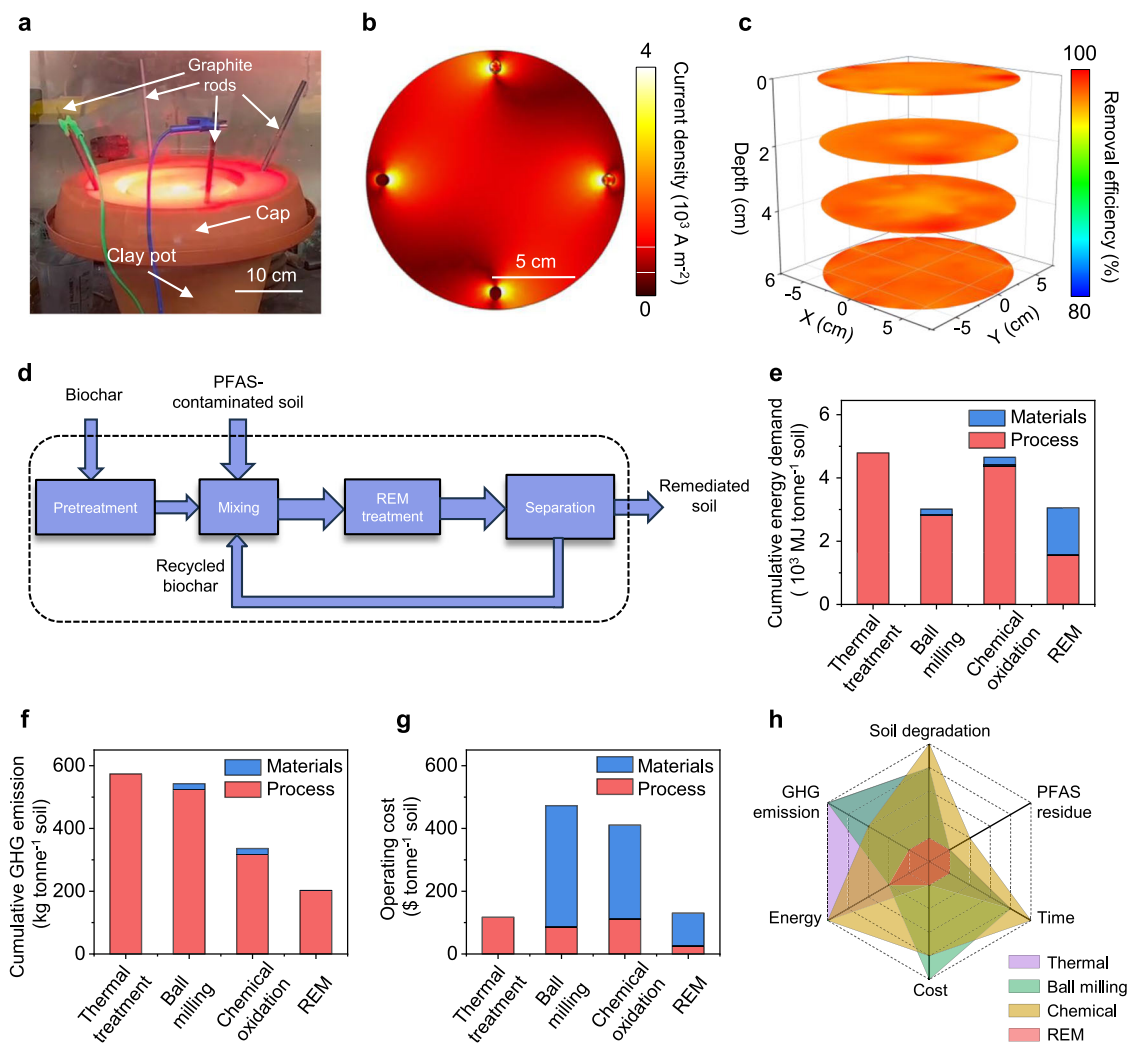 a
Graphite
rods
Cap
Clay pot
10 cm
b
5 cm
4
0
Current density (10³ A m⁻²)
c
0
2
4
6
Depth (cm)
-5
0
5
X (cm)
-5
0
5
Y (cm)
100
80
Removal efficiency (%)
d
Biochar
PFAS-
contaminated soil
Pretreatment
Mixing
REM
treatment
Separation
Remediated
soil
Recycled
biochar
e
Cumulative energy demand
( 10³ MJ tonne⁻¹ soil)
6
4
2
0
Materials
Process
Thermal
treatment
Ball
milling
Chemical
oxidation
REM
f
Cumulative GHG emission
(kg tonne⁻¹ soil)
600
400
200
0
Materials
Process
Thermal
treatment
Ball
milling
Chemical
oxidation
REM
g
Operating cost
($ tonne⁻¹ soil)
600
400
200
0
Materials
Process
Thermal
treatment
Ball
milling
Chemical
oxidation
REM
h
Soil degradation
GHG
emission
PFAS
residue
Energy
Time
Cost
Thermal
Ball milling
Chemical
REM